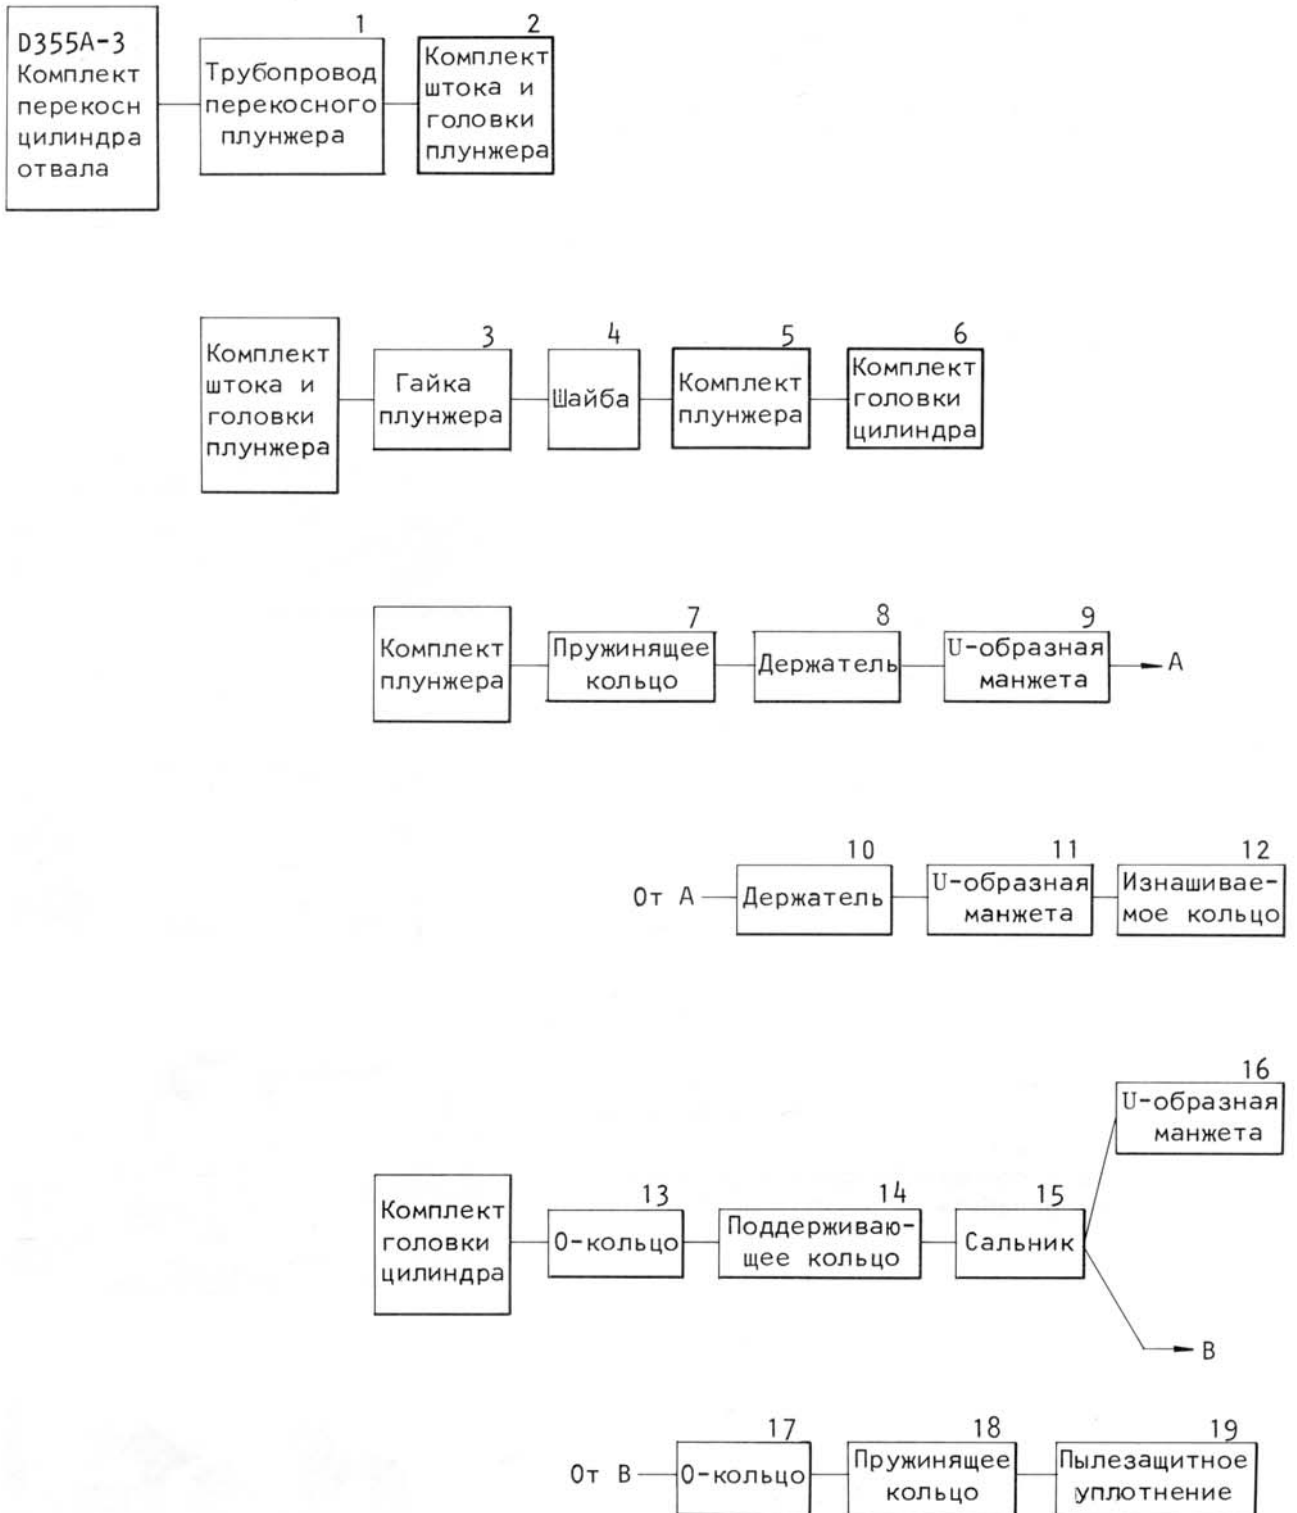 D355A-3
Комплект
перекосн
цилиндра
отвала
1
Трубопровод
перекосного
плунжера
2
Комплект
штока и
головки
плунжера
Комплект
штока и
головки
плунжера
3
Гайка
плунжера
4
Шайба
5
Комплект
плунжера
6
Комплект
головки
цилиндра
Комплект
плунжера
7
Пружинящее
кольцо
8
Держатель
9
U-образная
манжета
А
От А
10
Держатель
11
U-образная
манжета
12
Изнашивае-
мое кольцо
Комплект
головки
цилиндра
13
О-кольцо
14
Поддерживаю-
щее кольцо
15
Сальник
16
U-образная
манжета
В
От В
17
О-кольцо
18
Пружинящее
кольцо
19
Пылезащитное
уплотнение